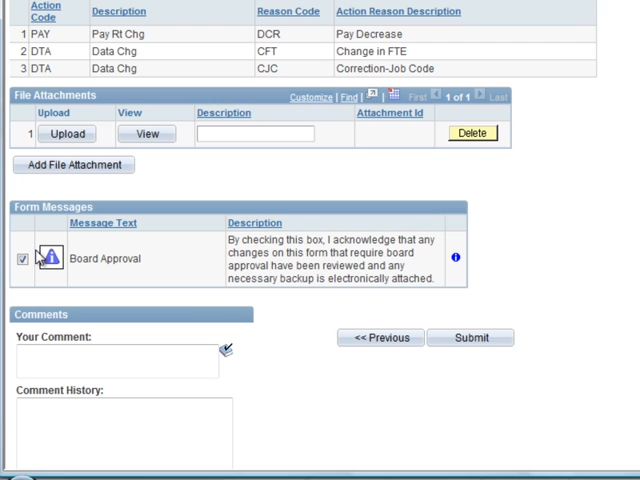 Action Code Description Reason Code Action Reason Description
1 PAY Pay Rt Chg DCR Pay Decrease
2 DTA Data Chg CFT Change in FTE
3 DTA Data Chg CJC Correction-Job Code
File Attachments Customize | Find | | First 1 of 1 Last
Upload View Description Attachment Id
1 Upload View Delete
Add File Attachment
Form Messages
Message Text Description
Board Approval
By checking this box, I acknowledge that any
changes on this form that require board
approval have been reviewed and any
necessary backup is electronically attached.
Comments
Your Comment:
<< Previous Submit
Comment History: